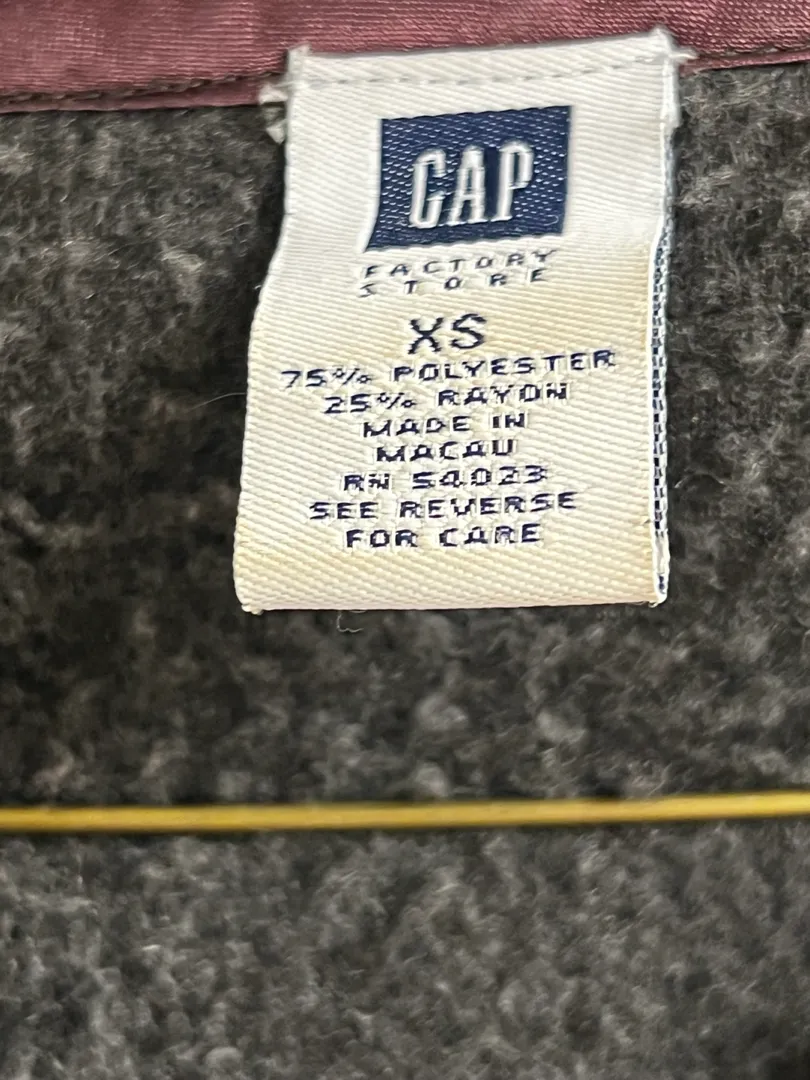 GAP
FACTORY
STORE
XS
75% POLYESTER
25% RAYON
MADE IN
MACAU
RN 54023
SEE REVERSE
FOR CARE